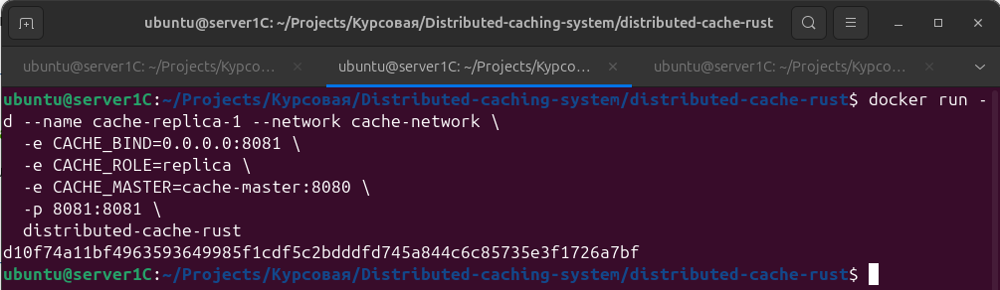 ubuntu@server1C: ~/Projects/Курсовая/Distributed-caching-system/distributed-cache-rust
ubuntu@server1C: ~/Projects/Курсо… × ubuntu@server1C: ~/Projects/Курсо… × ubuntu@server1C: ~/Projects/Курсо… ×
ubuntu@server1C:~/Projects/Курсовая/Distributed-caching-system/distributed-cache-rust$ docker run -
d --name cache-replica-1 --network cache-network \
-e CACHE_BIND=0.0.0.0:8081 \
-e CACHE_ROLE=replica \
-e CACHE_MASTER=cache-master:8080 \
-p 8081:8081 \
distributed-cache-rust
d10f74a11bf4963593649985f1cdf5c2bdddfd745a844c6c85735e3f1726a7bf
ubuntu@server1C:~/Projects/Курсовая/Distributed-caching-system/distributed-cache-rust$